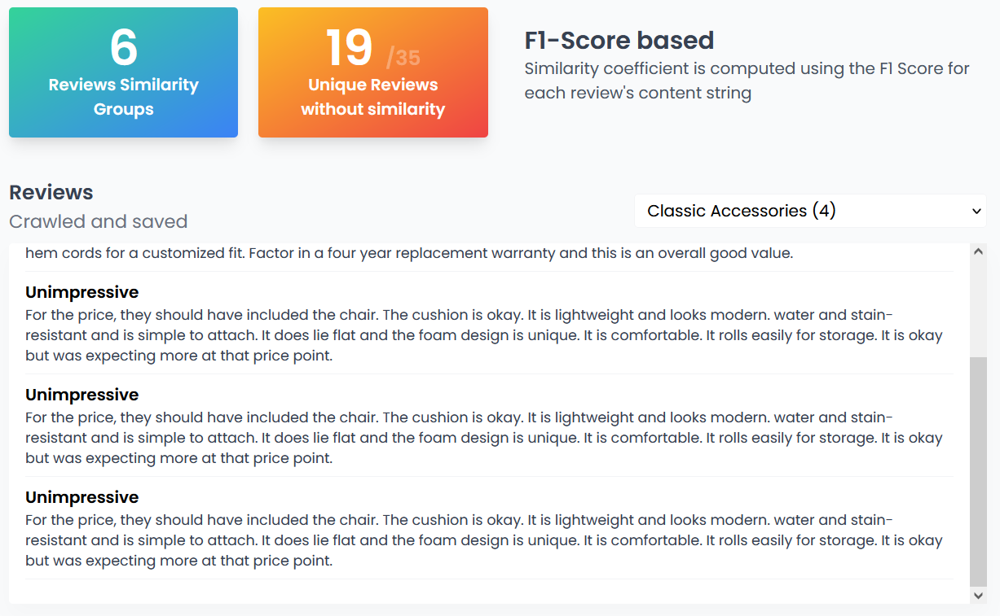 6
Reviews Similarity
Groups
19 /35
Unique Reviews
without similarity
F1-Score based
Similarity coefficient is computed using the F1 Score for
each review's content string
Reviews
Crawled and saved
Classic Accessories (4)
hem cords for a customized fit. Factor in a four year replacement warranty and this is an overall good value.
Unimpressive
For the price, they should have included the chair. The cushion is okay. It is lightweight and looks modern. water and stain-
resistant and is simple to attach. It does lie flat and the foam design is unique. It is comfortable. It rolls easily for storage. It is okay
but was expecting more at that price point.
Unimpressive
For the price, they should have included the chair. The cushion is okay. It is lightweight and looks modern. water and stain-
resistant and is simple to attach. It does lie flat and the foam design is unique. It is comfortable. It rolls easily for storage. It is okay
but was expecting more at that price point.
Unimpressive
For the price, they should have included the chair. The cushion is okay. It is lightweight and looks modern. water and stain-
resistant and is simple to attach. It does lie flat and the foam design is unique. It is comfortable. It rolls easily for storage. It is okay
but was expecting more at that price point.